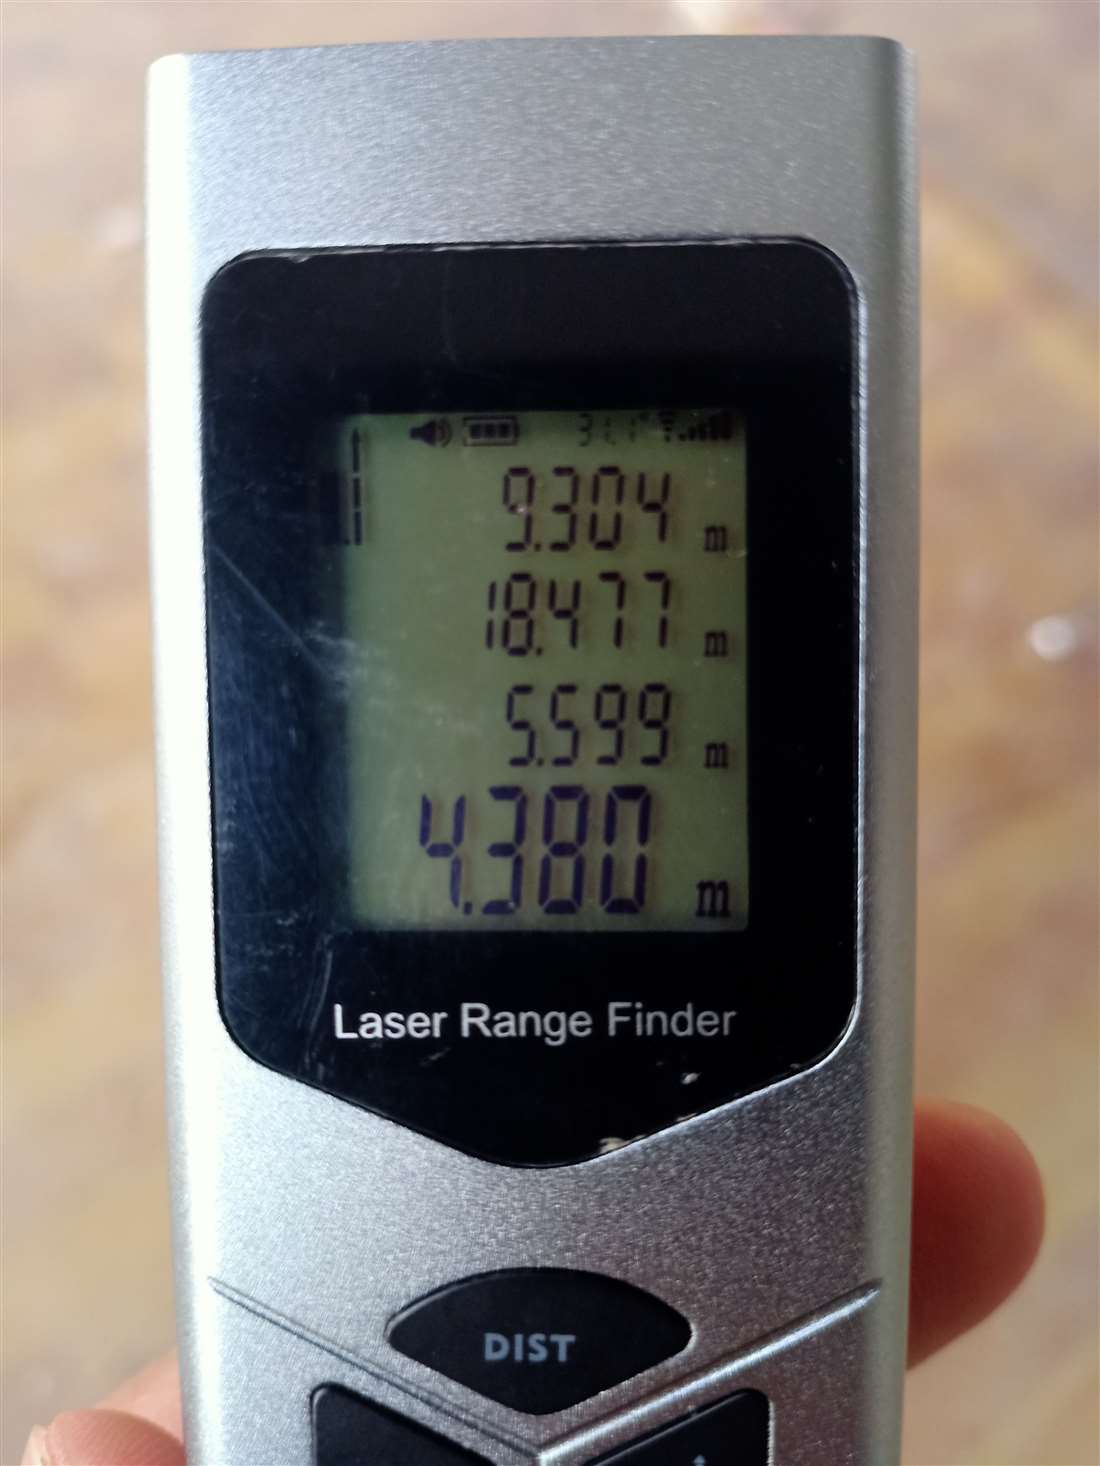 9.304 m
18.477 m
5.599 m
4.380 m
Laser Range Finder
DIST